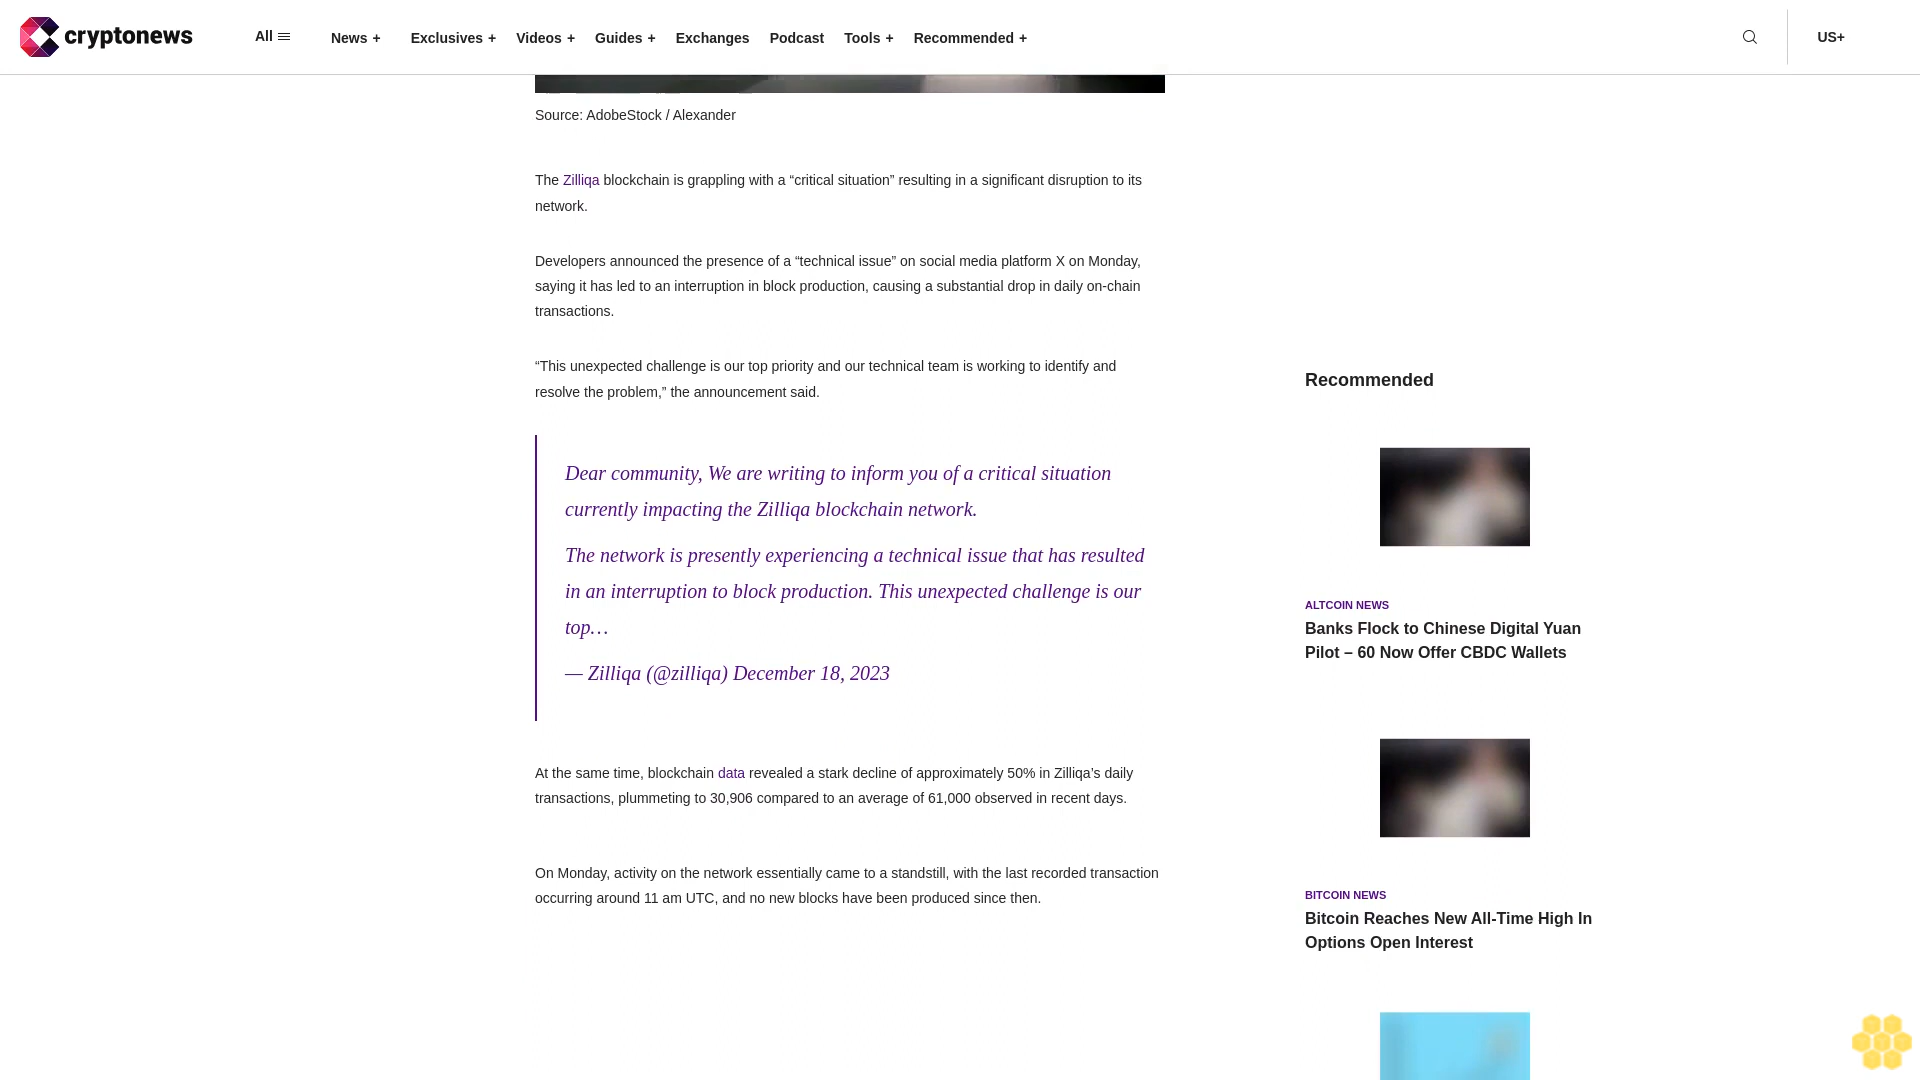 cryptonews
All
News +
Exclusives +
Videos +
Guides +
Exchanges
Podcast
Tools +
Recommended +
US+
Source: AdobeStock / Alexander
The Zilliqa blockchain is grappling with a “critical situation” resulting in a significant disruption to its
network.
Developers announced the presence of a “technical issue” on social media platform X on Monday,
saying it has led to an interruption in block production, causing a substantial drop in daily on-chain
transactions.
“This unexpected challenge is our top priority and our technical team is working to identify and
resolve the problem,” the announcement said.
Dear community, We are writing to inform you of a critical situation
currently impacting the Zilliqa blockchain network.
The network is presently experiencing a technical issue that has resulted
in an interruption to block production. This unexpected challenge is our
top…
— Zilliqa (@zilliqa) December 18, 2023
At the same time, blockchain data revealed a stark decline of approximately 50% in Zilliqa’s daily
transactions, plummeting to 30,906 compared to an average of 61,000 observed in recent days.
On Monday, activity on the network essentially came to a standstill, with the last recorded transaction
occurring around 11 am UTC, and no new blocks have been produced since then.
Recommended
ALTCOIN NEWS
Banks Flock to Chinese Digital Yuan
Pilot – 60 Now Offer CBDC Wallets
BITCOIN NEWS
Bitcoin Reaches New All-Time High In
Options Open Interest